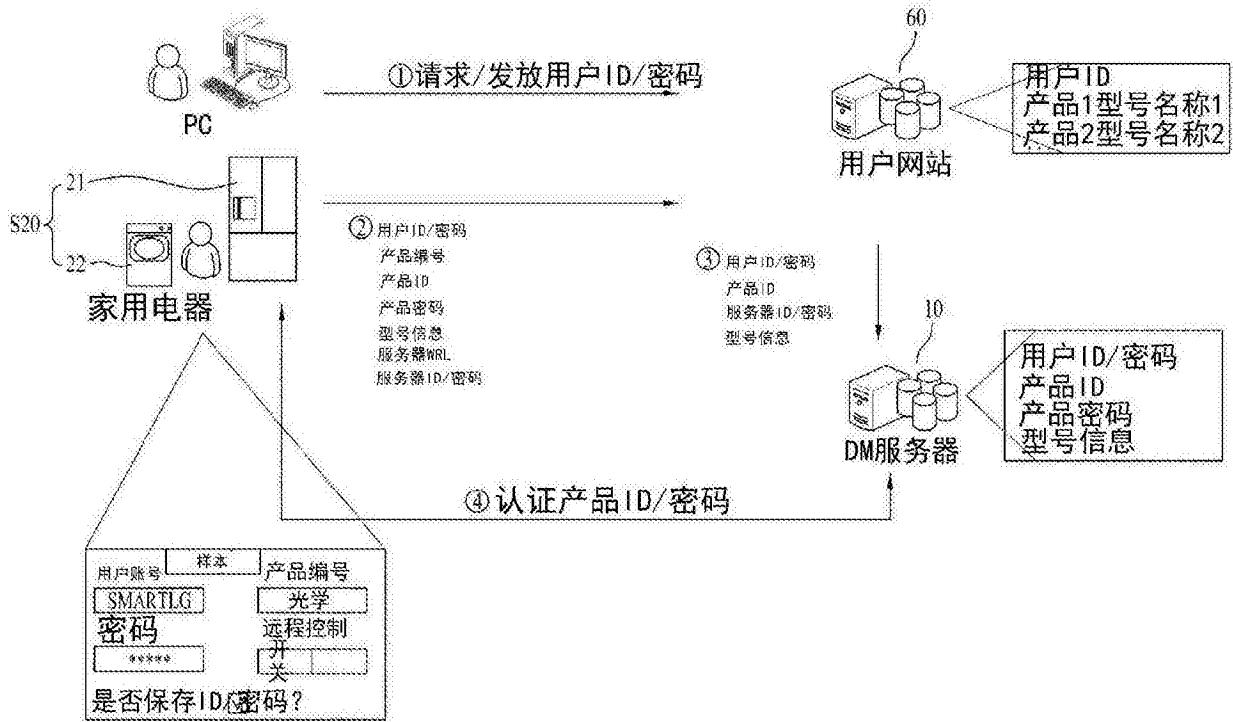 60
①请求/发放用户ID/密码
PC
用户ID
产品1型号名称1
产品2型号名称2
用户网站
21
S20
22
家用电器
②用户ID/密码
产品编号
产品ID
产品密码
型号信息
服务器WRL
服务器ID/密码
③用户ID/密码
产品ID
服务器ID/密码
型号信息
10
用户ID/密码
产品ID
产品密码
型号信息
DM服务器
④认证产品ID/密码
样本
用户账号
产品编号
SMARTLG
光学
密码
远程控制
*****
开
关
是否保存ID/密码?